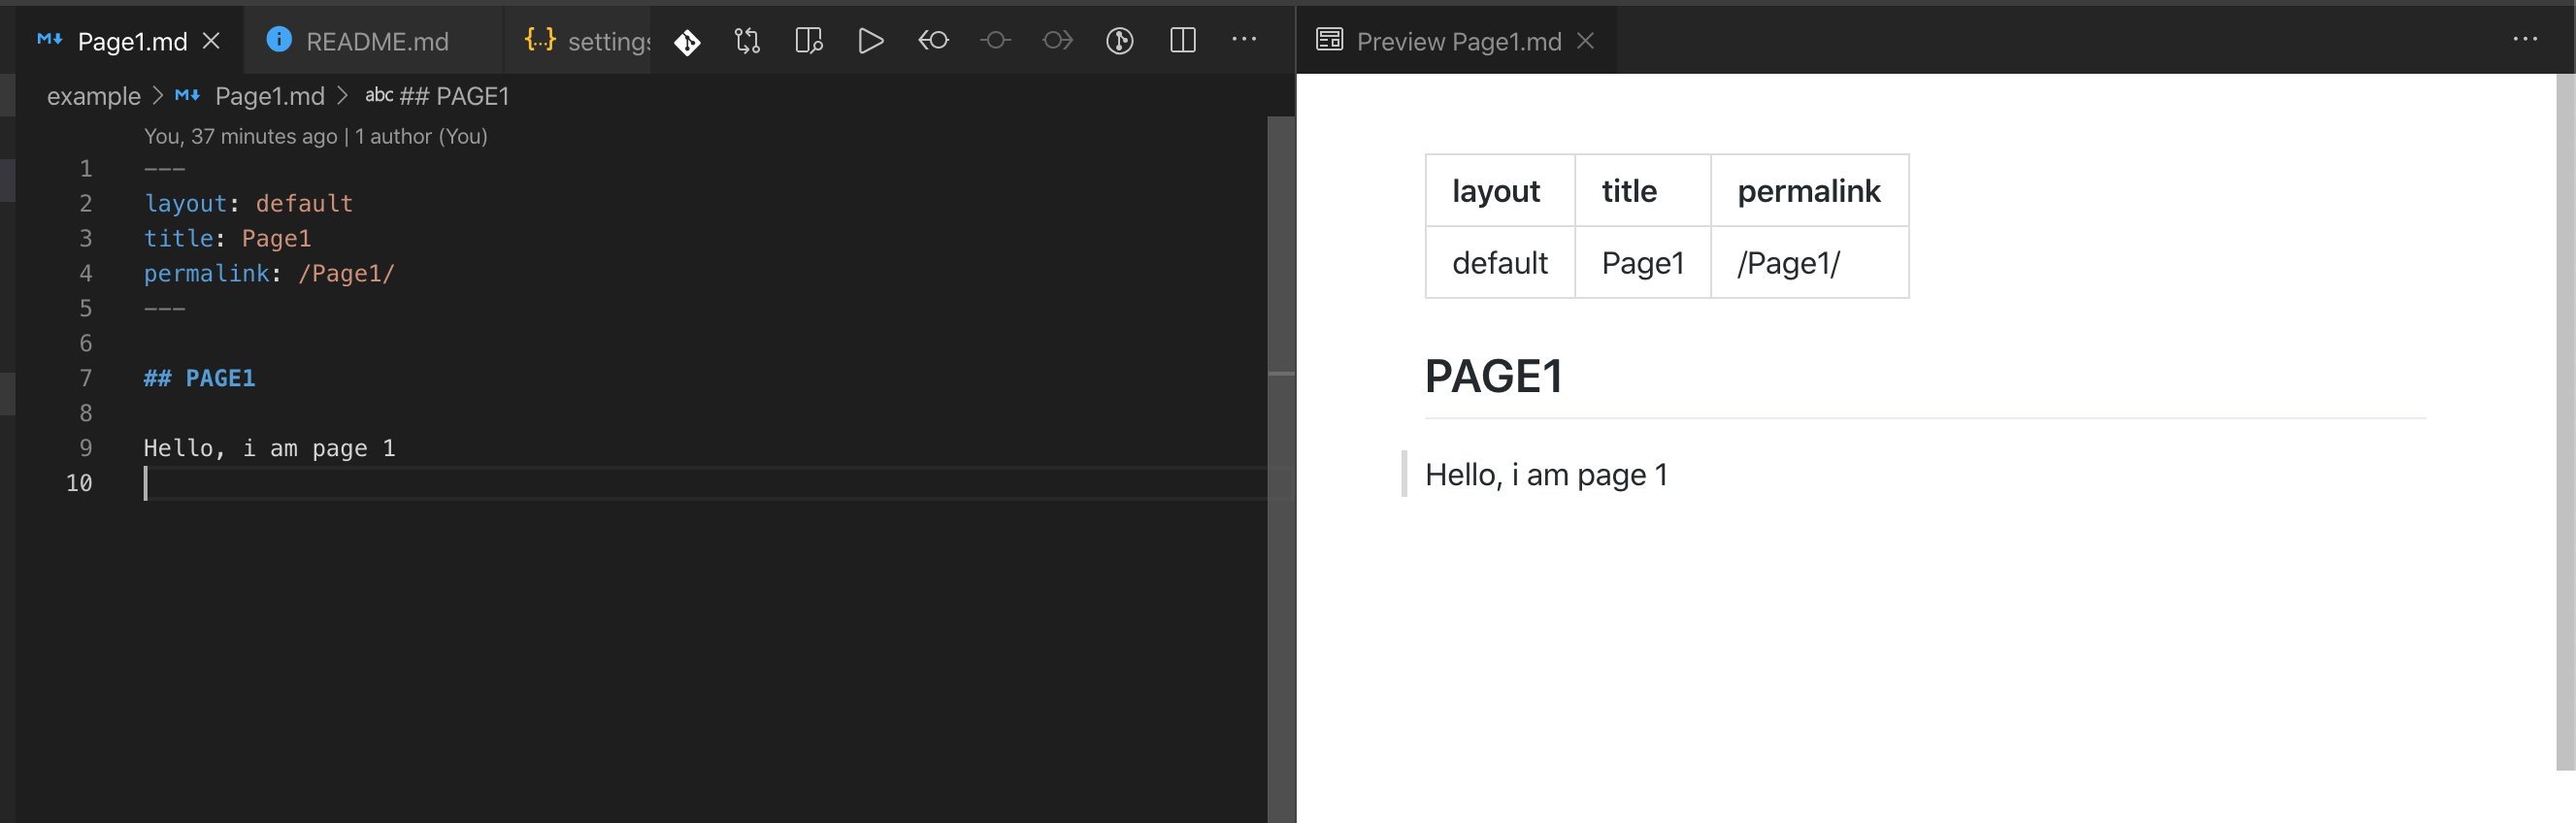 Page1.md
README.md
{...} settings
Preview Page1.md
example > Page1.md > abc ## PAGE1
You, 37 minutes ago | 1 author (You)
1 ---
2 layout: default
3 title: Page1
4 permalink: /Page1/
5 ---
6
7 ## PAGE1
8
9 Hello, i am page 1
10
layout title permalink
default Page1 /Page1/
PAGE1
Hello, i am page 1